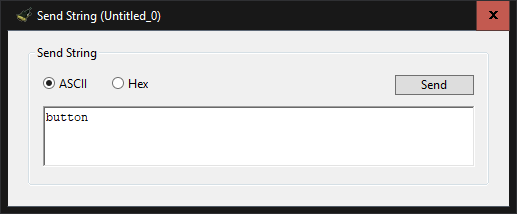 Send String (Untitled_0)
Send String
ASCII
Hex
Send
button